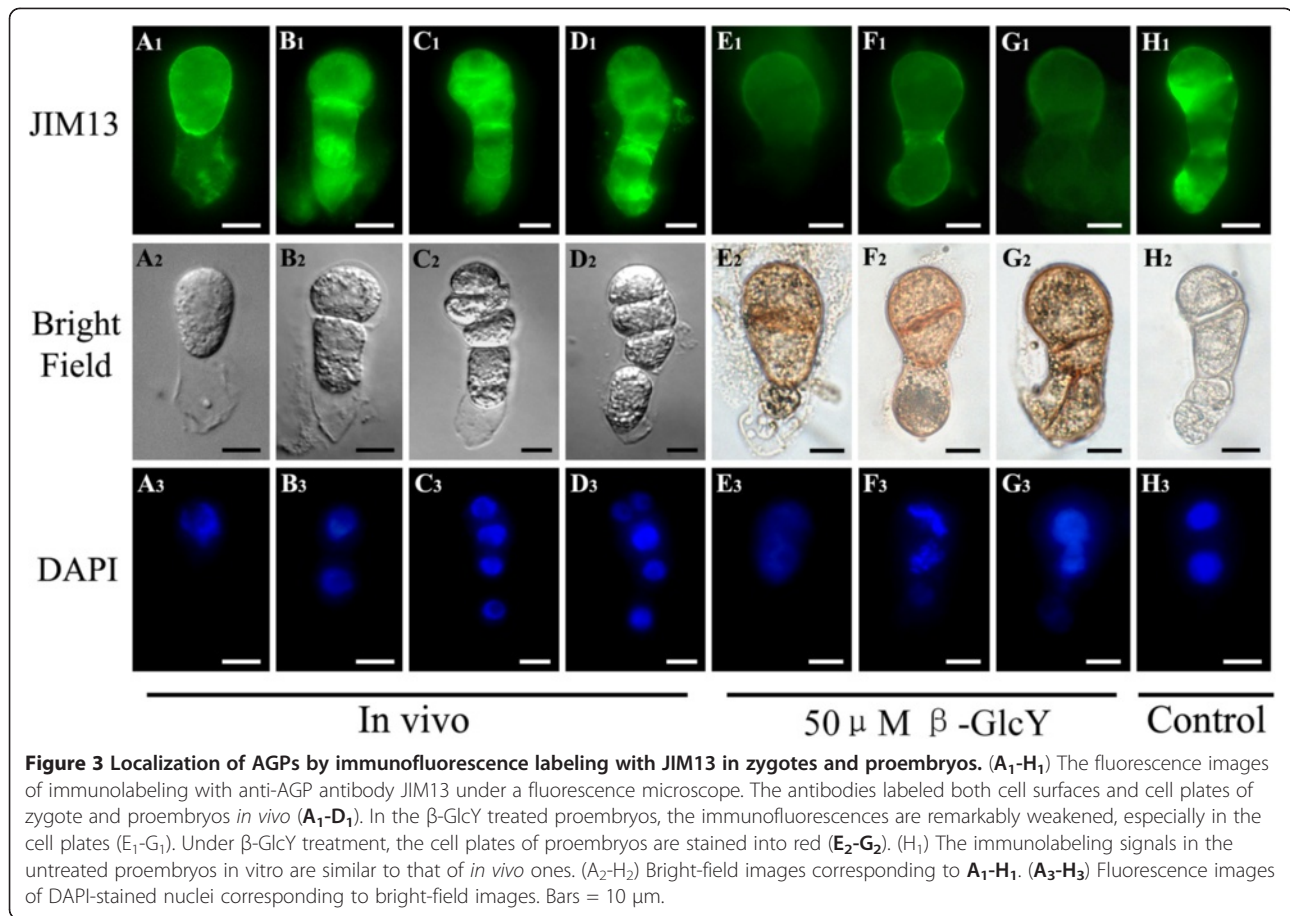 A1 B1 C1 D1 E1 F1 G1 H1
JIM13
A2 B2 C2 D2 E2 F2 G2 H2
Bright
Field
A3 B3 C3 D3 E3 F3 G3 H3
DAPI
In vivo 50 μM β-GlcY Control
Figure 3 Localization of AGPs by immunofluorescence labeling with JIM13 in zygotes and proembryos. (A1-H1) The fluorescence images
of immunolabeling with anti-AGP antibody JIM13 under a fluorescence microscope. The antibodies labeled both cell surfaces and cell plates of
zygote and proembryos in vivo (A1-D1). In the β-GlcY treated proembryos, the immunofluorescences are remarkably weakened, especially in the
cell plates (E1-G1). Under β-GlcY treatment, the cell plates of proembryos are stained into red (E2-G2). (H1) The immunolabeling signals in the
untreated proembryos in vitro are similar to that of in vivo ones. (A2-H2) Bright-field images corresponding to A1-H1. (A3-H3) Fluorescence images
of DAPI-stained nuclei corresponding to bright-field images. Bars = 10 μm.